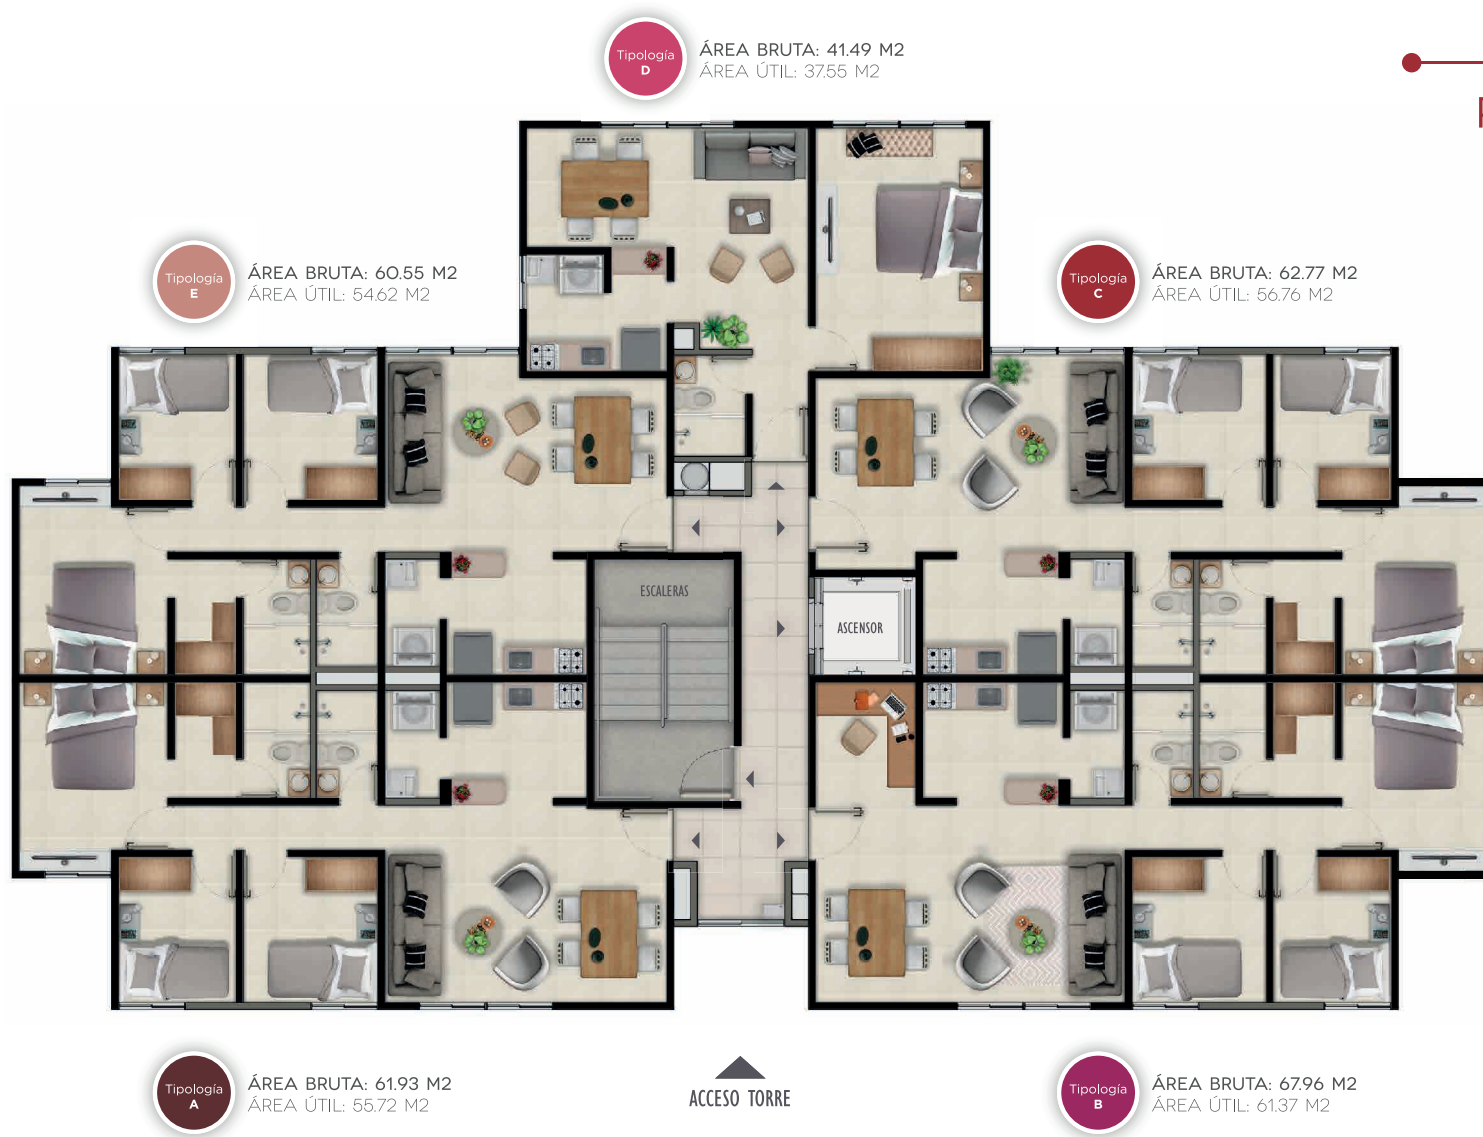 Tipología
D
ÁREA BRUTA: 41.49 M2
ÁREA ÚTIL: 37.55 M2
Tipología
E
ÁREA BRUTA: 60.55 M2
ÁREA ÚTIL: 54.62 M2
Tipología
C
ÁREA BRUTA: 62.77 M2
ÁREA ÚTIL: 56.76 M2
ESCALERAS
ASCENSOR
Tipología
A
ÁREA BRUTA: 61.93 M2
ÁREA ÚTIL: 55.72 M2
ACCESO TORRE
Tipología
B
ÁREA BRUTA: 67.96 M2
ÁREA ÚTIL: 61.37 M2